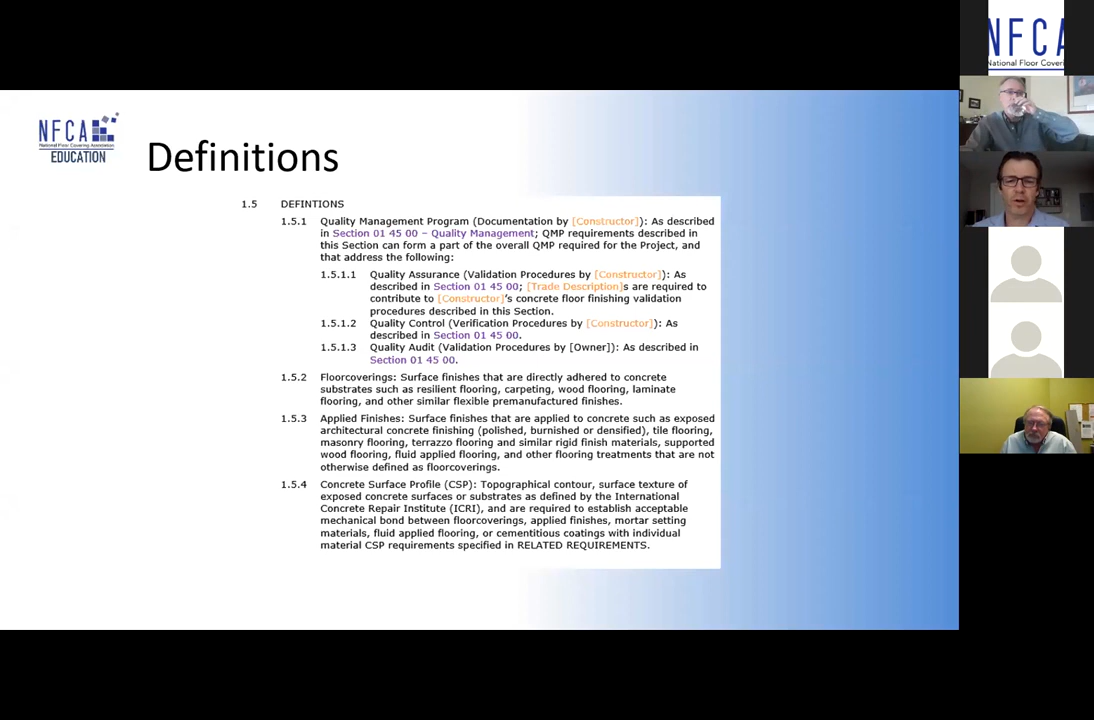 NFCA
National Floor Covering Association
EDUCATION
Definitions
1.5 DEFINTIONS
1.5.1 Quality Management Program (Documentation by [Constructor]): As described
in Section 01 45 00 – Quality Management; QMP requirements described in
this Section can form a part of the overall QMP required for the Project, and
that address the following:
1.5.1.1 Quality Assurance (Validation Procedures by [Constructor]): As
described in Section 01 45 00; [Trade Description]s are required to
contribute to [Constructor]'s concrete floor finishing validation
procedures described in this Section.
1.5.1.2 Quality Control (Verification Procedures by [Constructor]): As
described in Section 01 45 00.
1.5.1.3 Quality Audit (Validation Procedures by [Owner]): As described in
Section 01 45 00.
1.5.2 Floorcoverings: Surface finishes that are directly adhered to concrete
substrates such as resilient flooring, carpeting, wood flooring, laminate
flooring, and other similar flexible premanufactured finishes.
1.5.3 Applied Finishes: Surface finishes that are applied to concrete such as exposed
architectural concrete finishing (polished, burnished or densified), tile flooring,
masonry flooring, terrazzo flooring and similar rigid finish materials, supported
wood flooring, fluid applied flooring, and other flooring treatments that are not
otherwise defined as floorcoverings.
1.5.4 Concrete Surface Profile (CSP): Topographical contour, surface texture of
exposed concrete surfaces or substrates as defined by the International
Concrete Repair Institute (ICRI), and are required to establish acceptable
mechanical bond between floorcoverings, applied finishes, mortar setting
materials, fluid applied flooring, or cementitious coatings with individual
material CSP requirements specified in RELATED REQUIREMENTS.
NFCA
National Floor Coveri